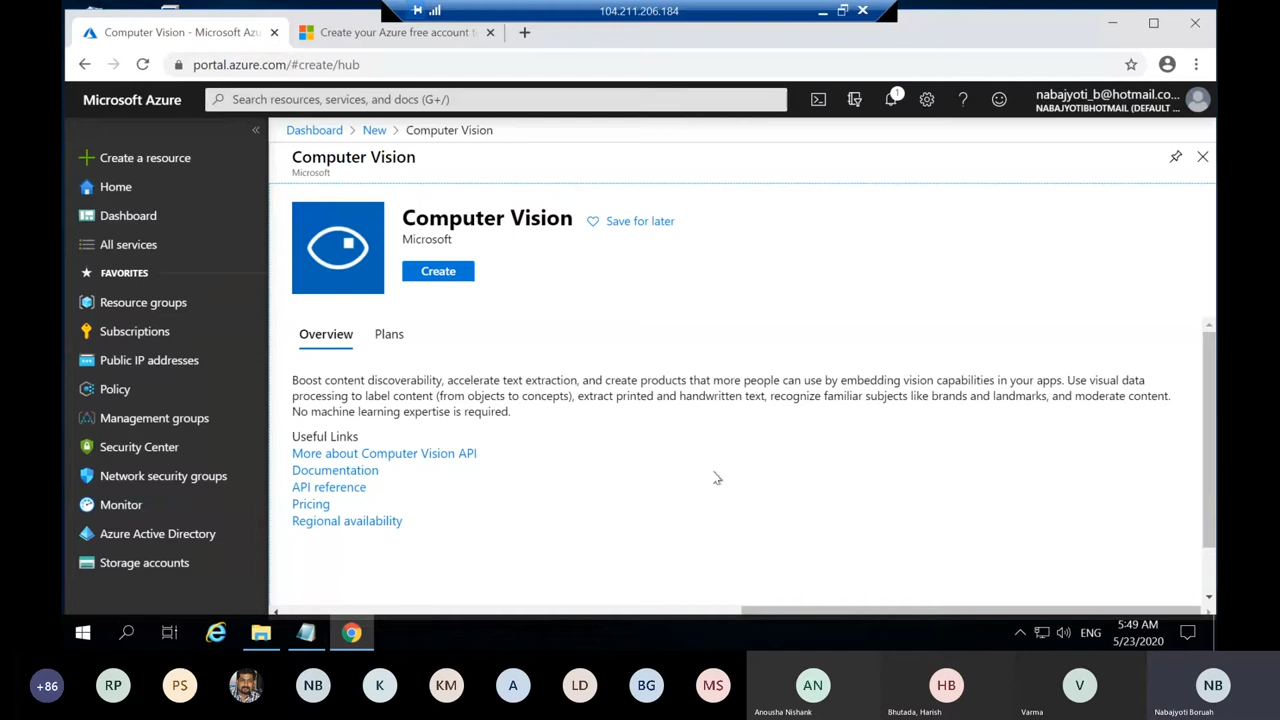 104.211.206.184
Computer Vision - Microsoft Azu
Create your Azure free account t
portal.azure.com/#create/hub
Microsoft Azure
Search resources, services, and docs (G+/)
1
nabajyoti_b@hotmail.co...
NABAJYOTIBHOTMAIL (DEFAULT ...
Create a resource
Home
Dashboard
All services
FAVORITES
Resource groups
Subscriptions
Public IP addresses
Policy
Management groups
Security Center
Network security groups
Monitor
Azure Active Directory
Storage accounts
Dashboard > New > Computer Vision
Computer Vision
Microsoft
Computer Vision
Save for later
Microsoft
Create
Overview
Plans
Boost content discoverability, accelerate text extraction, and create products that more people can use by embedding vision capabilities in your apps. Use visual data
processing to label content (from objects to concepts), extract printed and handwritten text, recognize familiar subjects like brands and landmarks, and moderate content.
No machine learning expertise is required.
Useful Links
More about Computer Vision API
Documentation
API reference
Pricing
Regional availability
ENG
5:49 AM
5/23/2020
+86
RP
PS
NB
K
KM
A
LD
BG
MS
AN
Anousha Nishank
HB
Bhutada, Harish
V
Varma
NB
Nabajyoti Boruah